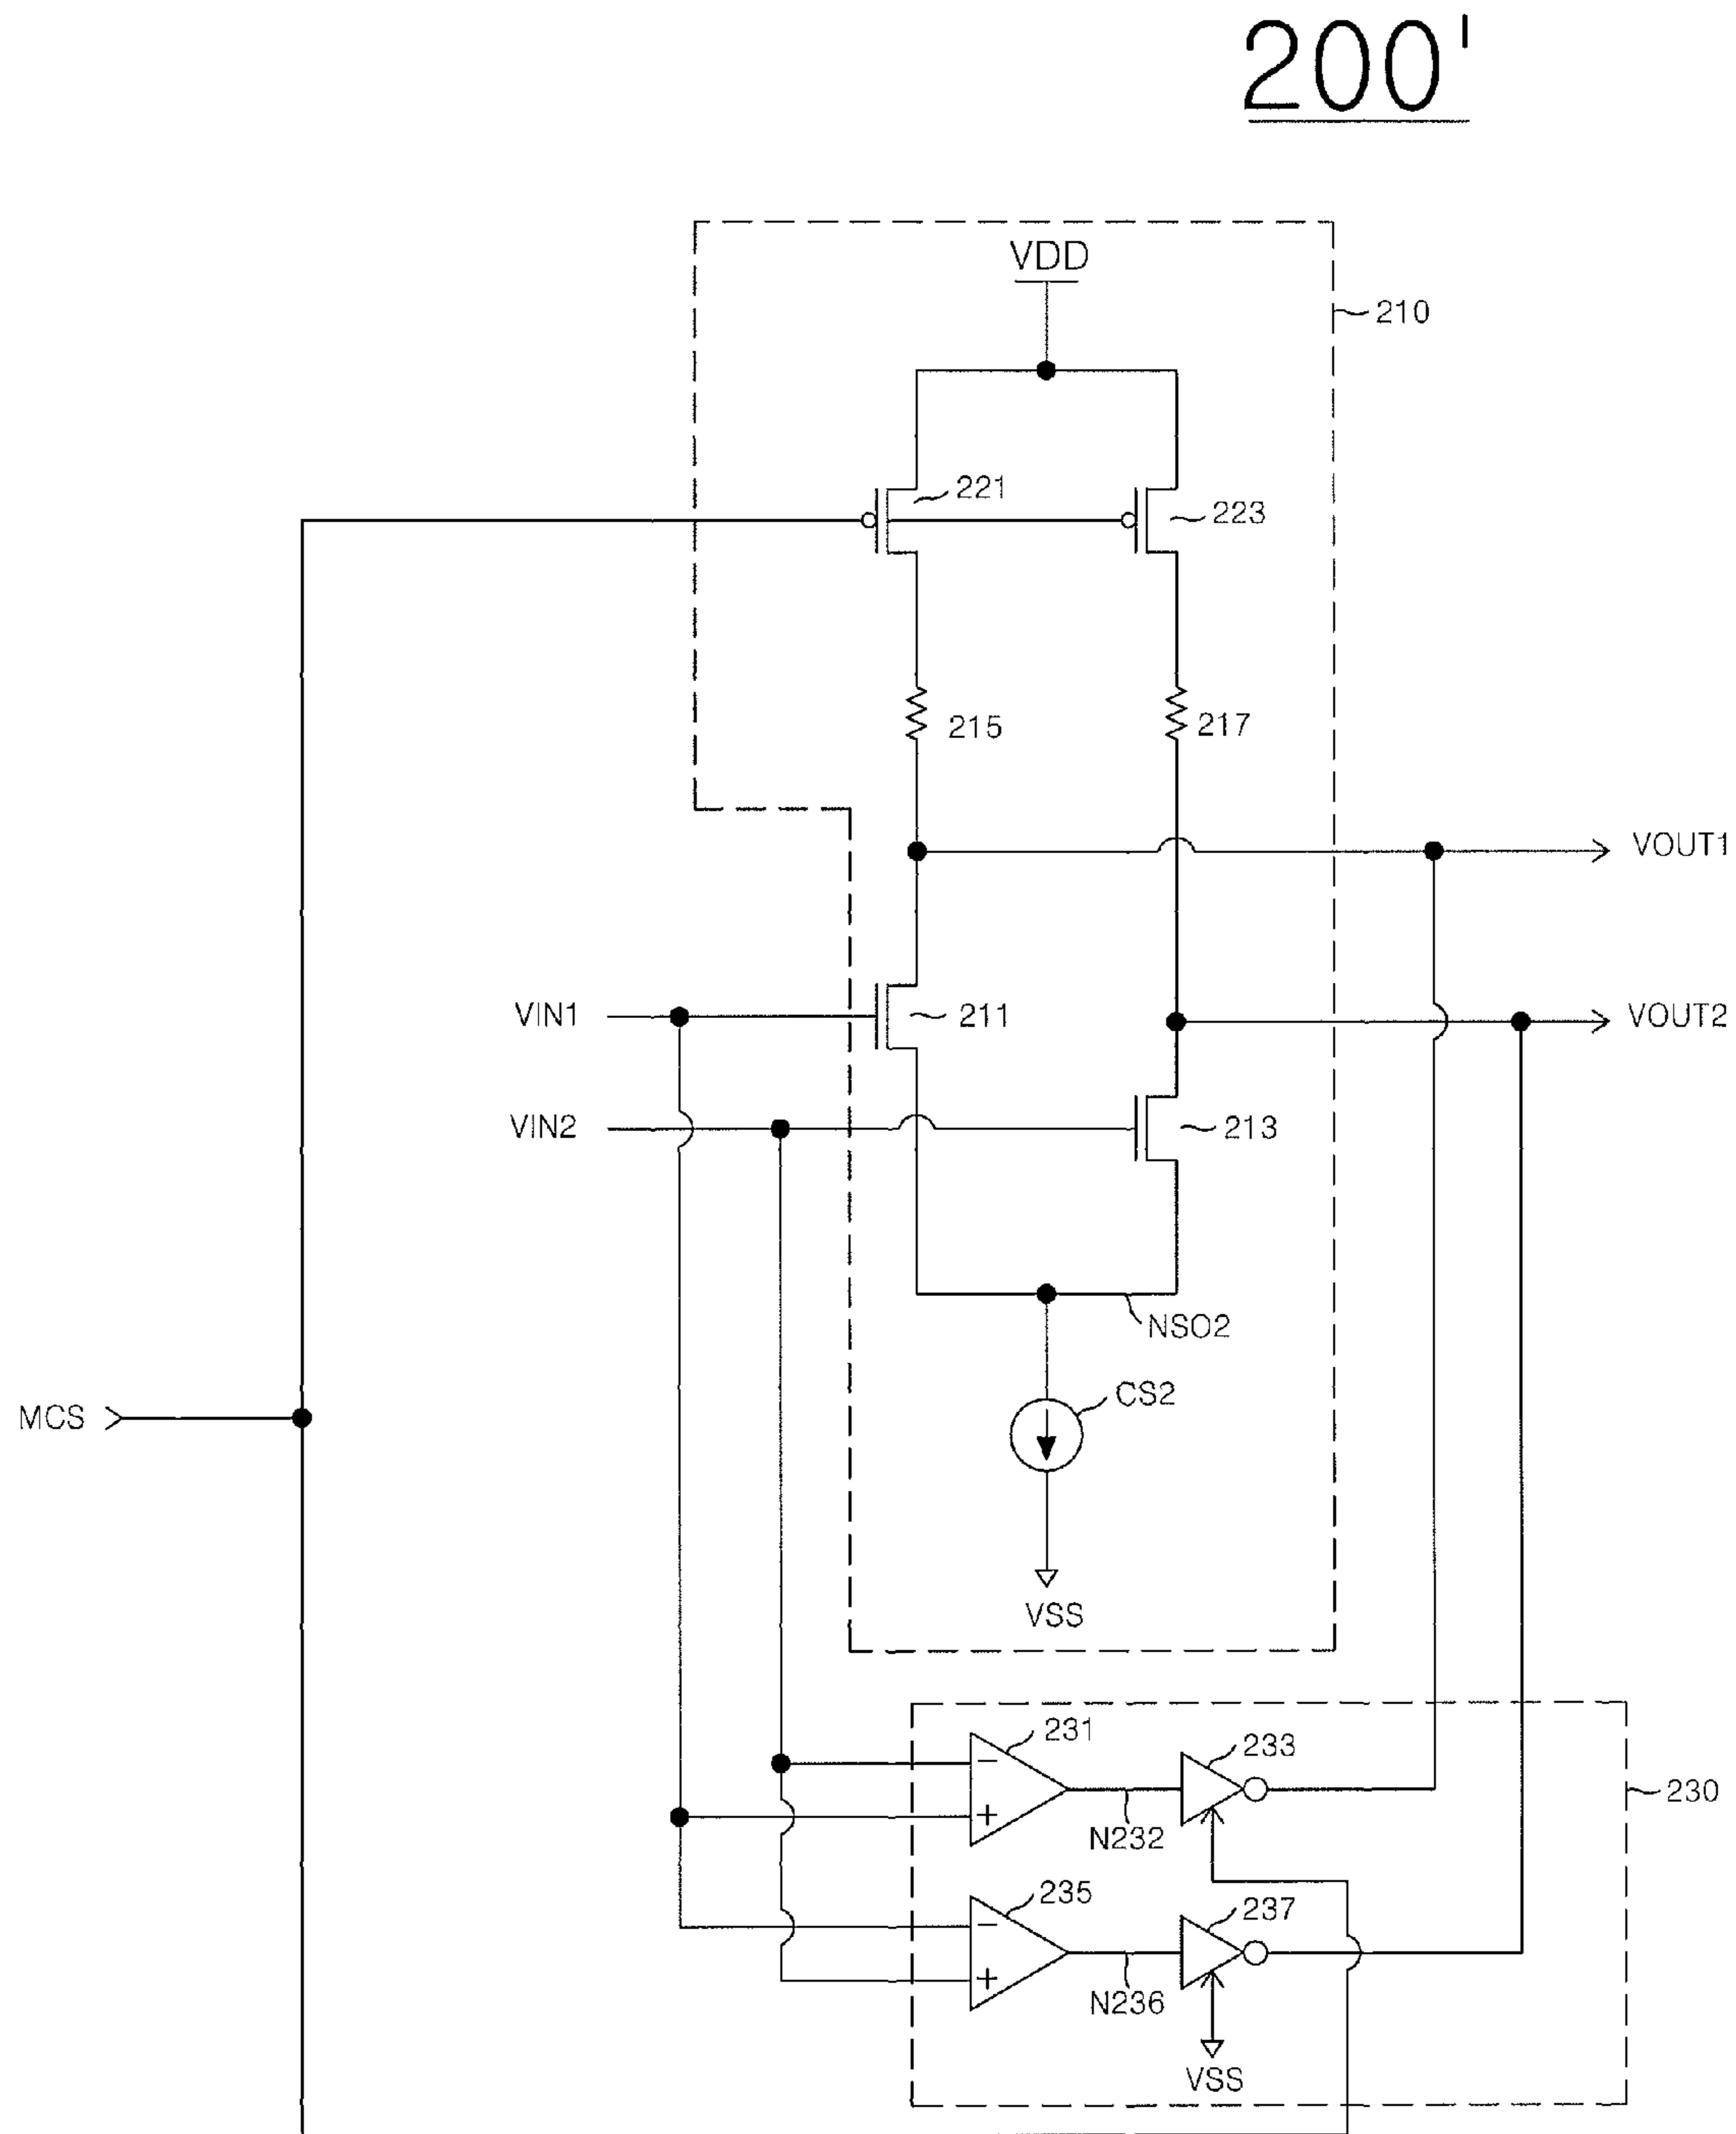 200'
VDD
210
221
223
215
217
VOUT1
VIN1
211
VOUT2
VIN2
213
NSO2
CS2
MCS
VSS
231
233
−
+
N232
230
235
237
−
+
N236
VSS